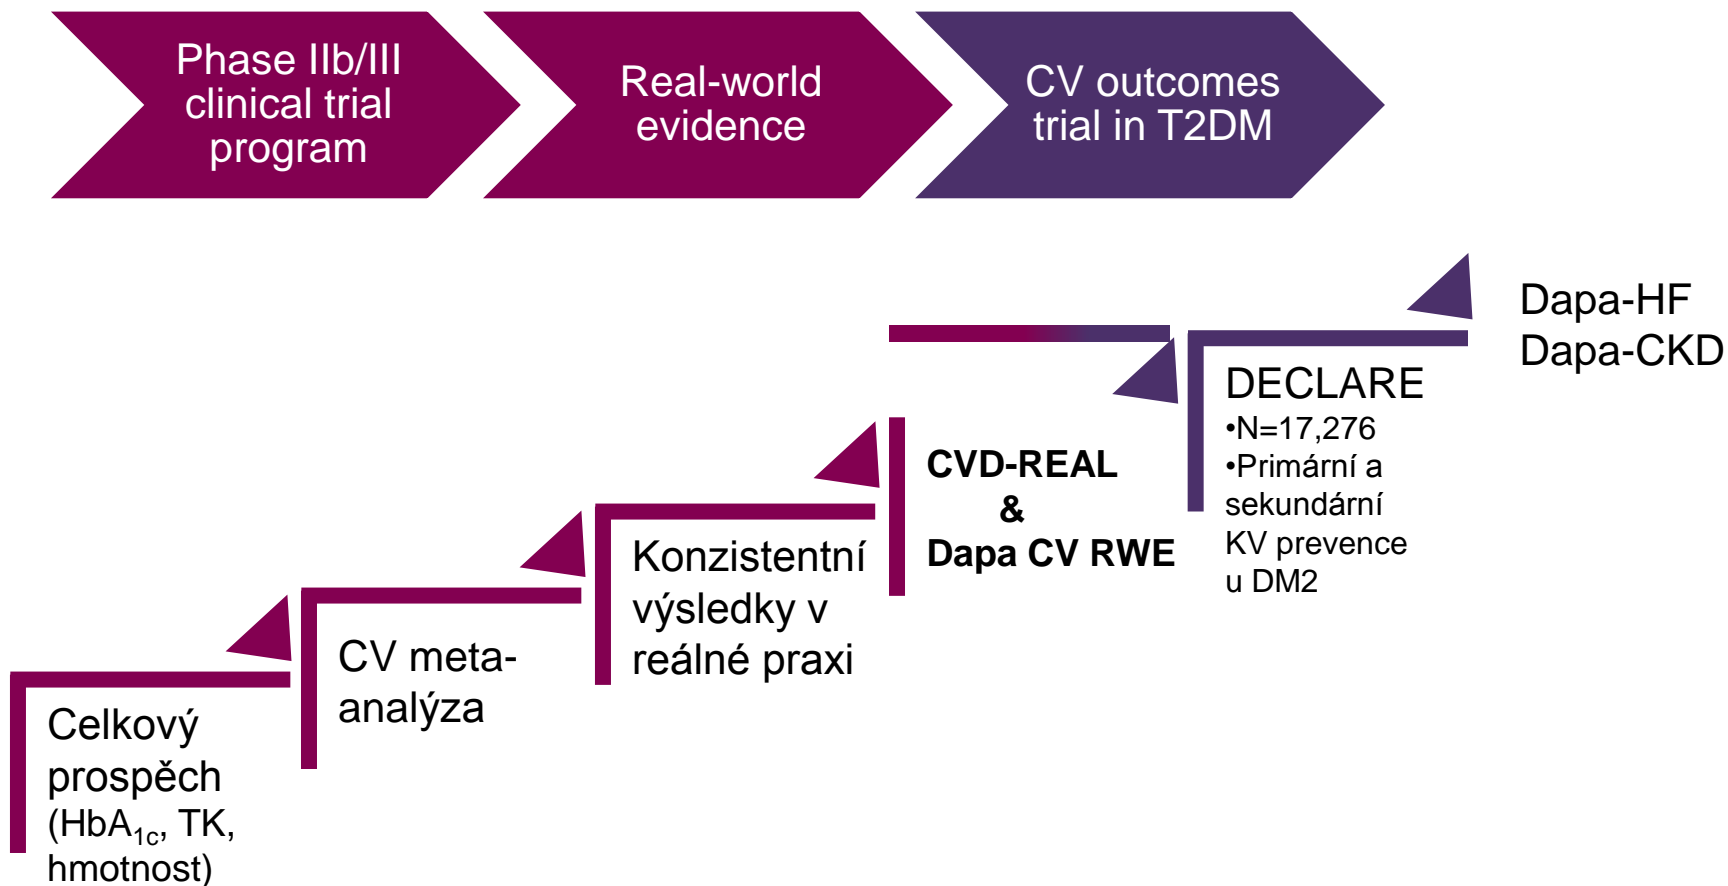 Phase IIb/III
clinical trial
program
Real-world
evidence
CV outcomes
trial in T2DM
Celkový
prospěch
(HbA1c, TK,
hmotnost)
CV meta-
analýza
Konzistentní
výsledky v
reálné praxi
CVD-REAL
&
Dapa CV RWE
DECLARE
•N=17,276
•Primární a
sekundární
KV prevence
u DM2
Dapa-HF
Dapa-CKD